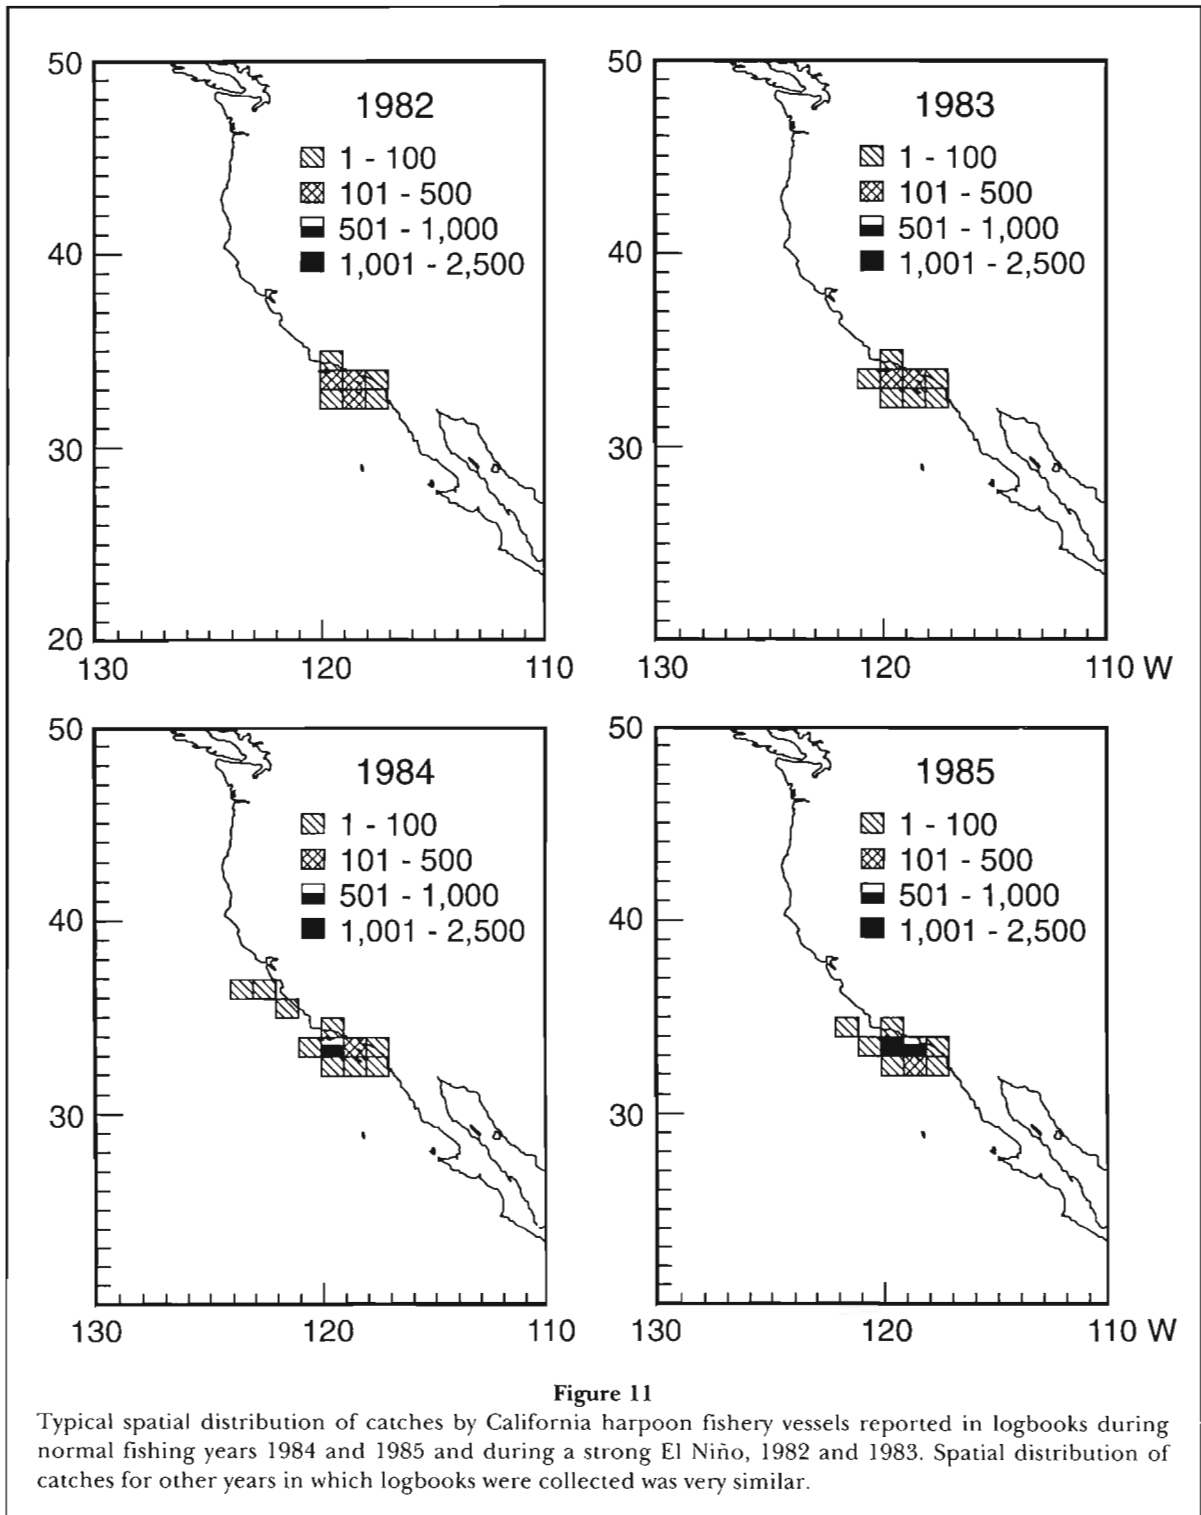 50
1982
1 - 100
101 - 500
501 - 1,000
1,001 - 2,500
40
30
20
130 120 110
50
1983
1 - 100
101 - 500
501 - 1,000
1,001 - 2,500
40
30
130 120 110 W
50
1984
1 - 100
101 - 500
501 - 1,000
1,001 - 2,500
40
30
130 120 110
50
1985
1 - 100
101 - 500
501 - 1,000
1,001 - 2,500
40
30
130 120 110 W
Figure 11
Typical spatial distribution of catches by California harpoon fishery vessels reported in logbooks during
normal fishing years 1984 and 1985 and during a strong El Niño, 1982 and 1983. Spatial distribution of
catches for other years in which logbooks were collected was very similar.